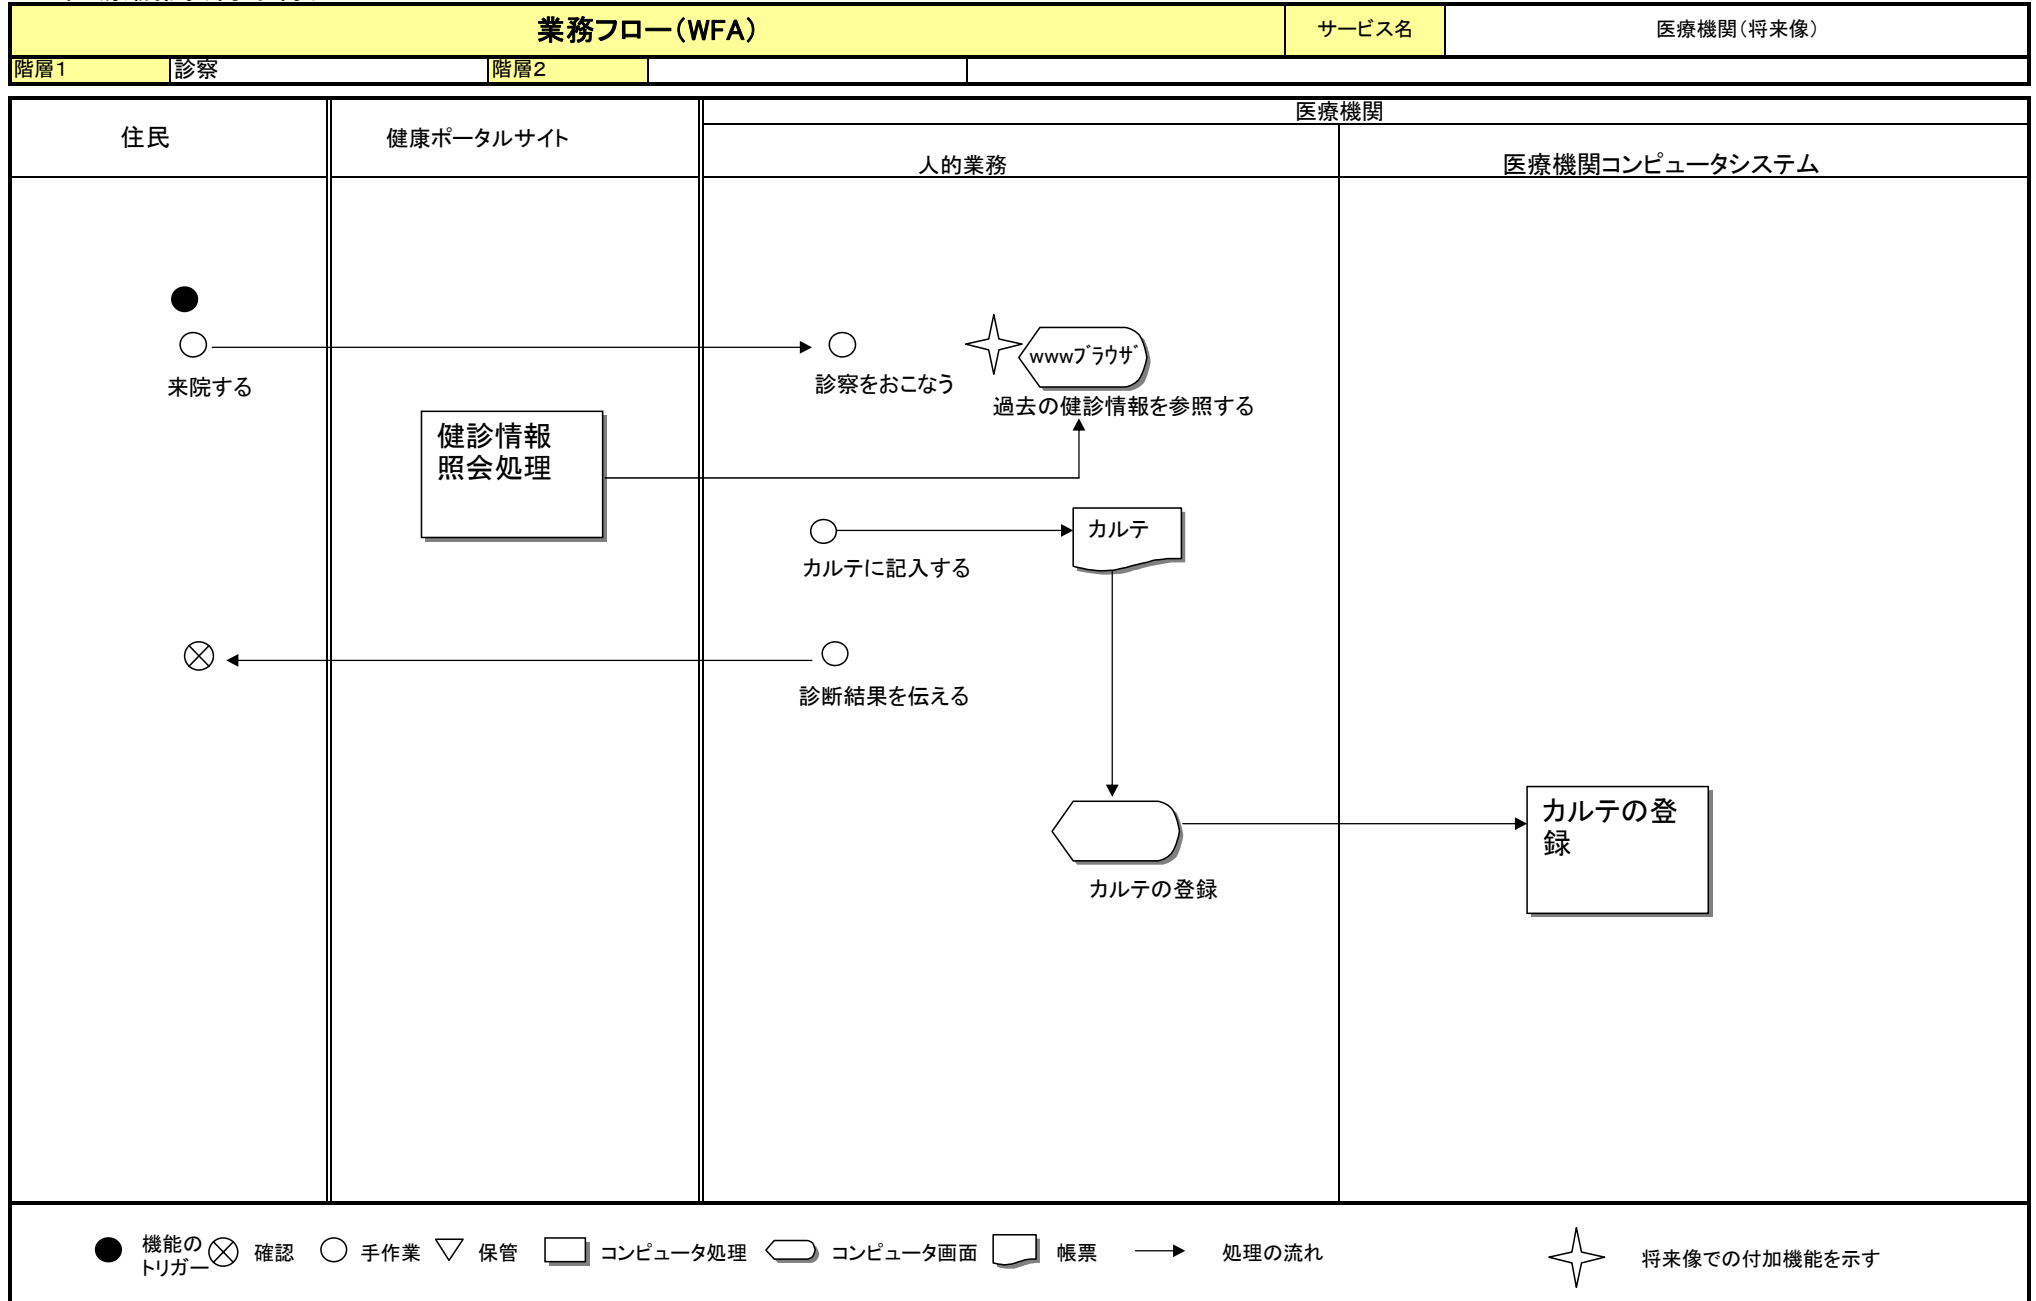 業務フロー(WFA)
サービス名
医療機関(将来像)
階層1
診察
階層2
住民
健康ポータルサイト
医療機関
人的業務
医療機関コンピュータシステム
来院する
診察をおこなう
wwwブラウザ
過去の健診情報を参照する
健診情報
照会処理
カルテ
カルテに記入する
診断結果を伝える
カルテの登
録
カルテの登録
機能の
トリガー
確認
手作業
保管
コンピュータ処理
コンピュータ画面
帳票
処理の流れ
将来像での付加機能を示す